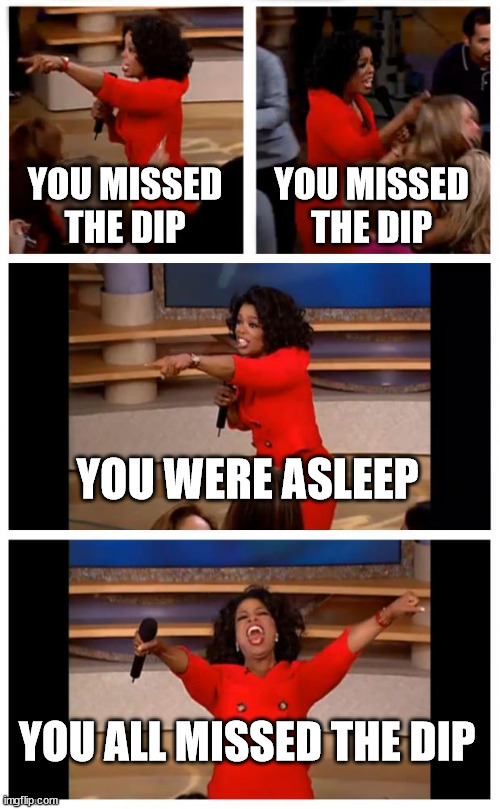 YOU MISSED
THE DIP
YOU MISSED
THE DIP
YOU WERE ASLEEP
YOU ALL MISSED THE DIP
imgflip.com